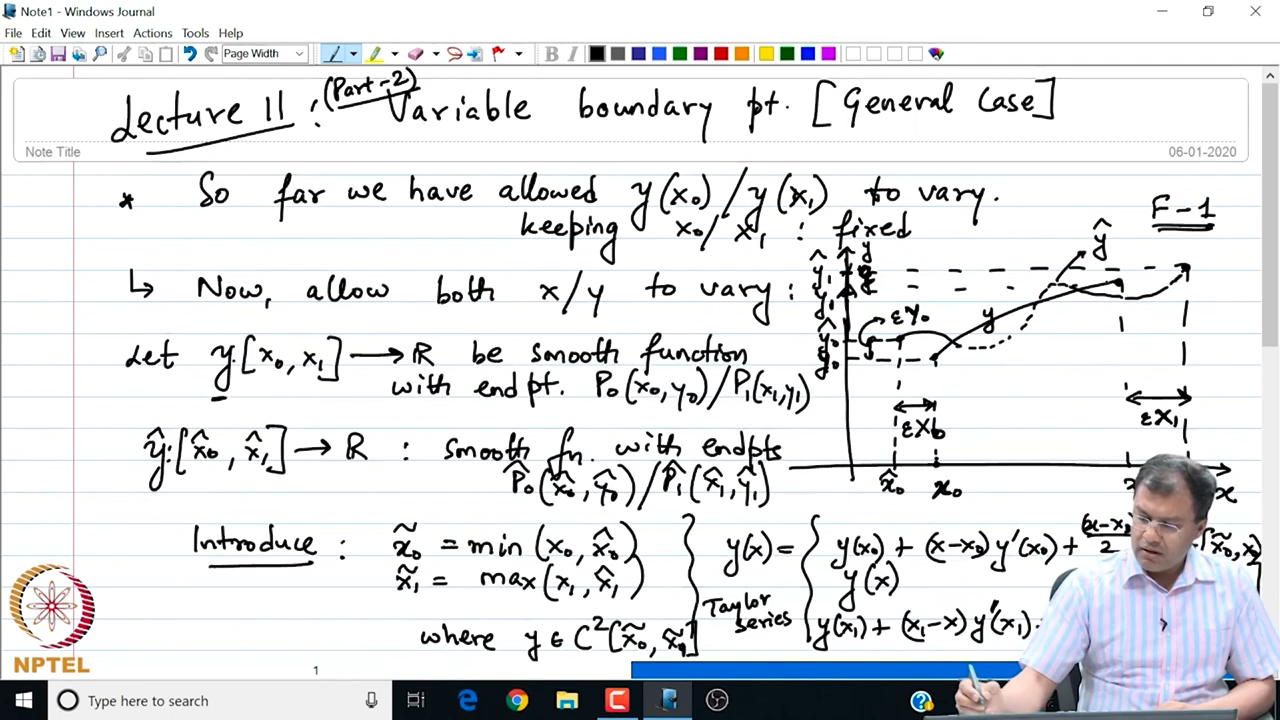 Note1 - Windows Journal
File Edit View Insert Actions Tools Help
Page Width
Lecture 11 : (Part-2) Variable boundary pt. [General Case]
Note Title
06-01-2020
* So far we have allowed y(x₀)/y(x₁) to vary.
keeping x₀/x₁ : fixed
F-1
↳ Now, allow both x/y to vary :
Let y:[x₀, x₁] → ℝ be smooth function
with endpt. P₀(x₀,y₀)/P₁(x₁,y₁)
ŷ:[x̂₀, x̂₁] → ℝ : smooth fn. with endpts
P̂₀(x̂₀,ŷ₀)/P̂₁(x̂₁,ŷ₁)
y
ŷ
ŷ₁
y₁
ŷ₀
y₀
εY₀
y
εX₀
εX₁
x̂₀
x₀
x
Introduce : x̃₀ = min(x₀, x̂₀)
x̃₁ = max(x₁, x̂₁)
where y ∈ C²[x̃₀, x̃₁]
Taylor series
y(x) = { y(x₀) + (x-x₀) y'(x₀) +
y(x)
y(x₁) + (x₁-x) y'(x₁)
NPTEL
1
Type here to search